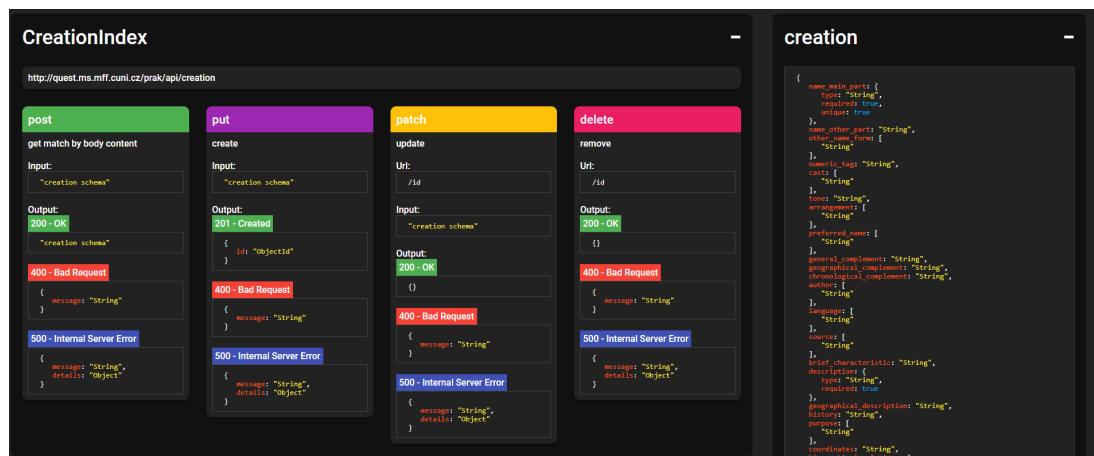 CreationIndex
http://quest.ms.mff.cuni.cz/prak/api/creation
post
get match by body content
Input:
"creation schema"
Output:
200 - OK
"creation schema"
400 - Bad Request
{
message: "String"
}
500 - Internal Server Error
{
message: "String",
details: "Object"
}
put
create
Input:
"creation schema"
Output:
201 - Created
{
id: "ObjectId"
}
400 - Bad Request
{
message: "String"
}
500 - Internal Server Error
{
message: "String",
details: "Object"
}
patch
update
Url:
/id
Input:
"creation schema"
Output:
200 - OK
{}
400 - Bad Request
{
message: "String"
}
500 - Internal Server Error
{
message: "String",
details: "Object"
}
delete
remove
Url:
/id
Output:
200 - OK
{}
400 - Bad Request
{
message: "String"
}
500 - Internal Server Error
{
message: "String",
details: "Object"
}
creation
{
name_main_part: {
type: "String",
required: true,
unique: true
},
name_other_part: "String",
other_name_form: [
"String"
],
numeric_tag: "String",
cast: [
"String"
],
tone: "String",
arrangement: [
"String"
],
preferred_name: [
"String"
],
general_complement: "String",
geographical_complement: "String",
chronological_complement: "String",
author: [
"String"
],
language: [
"String"
],
source: [
"String"
],
brief_characteristic: "String",
description: {
type: "String",
required: true
},
geographical_description: "String",
history: "String",
purpose: [
"String"
],
coordinates: "String",